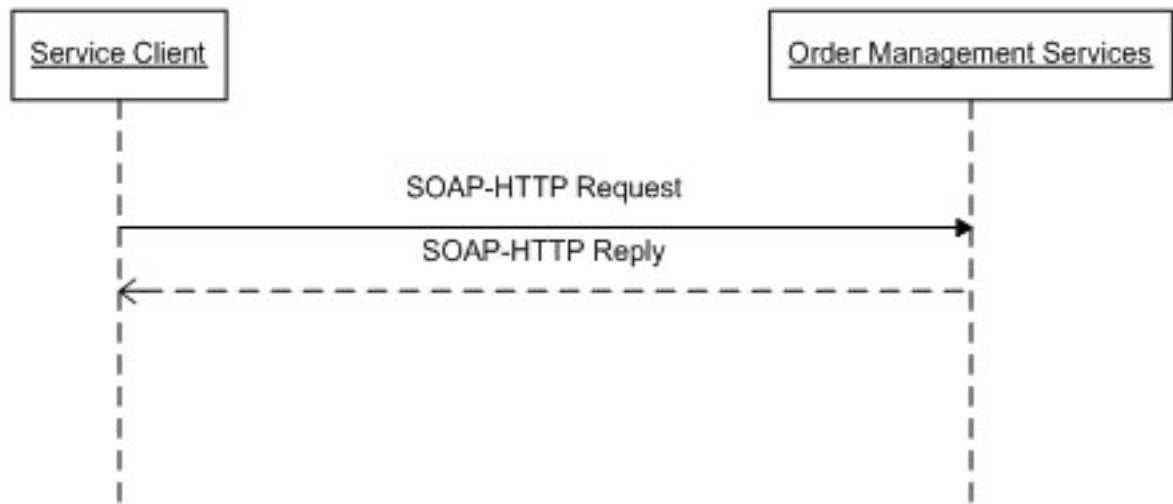 Service Client
Order Management Services
SOAP-HTTP Request
SOAP-HTTP Reply